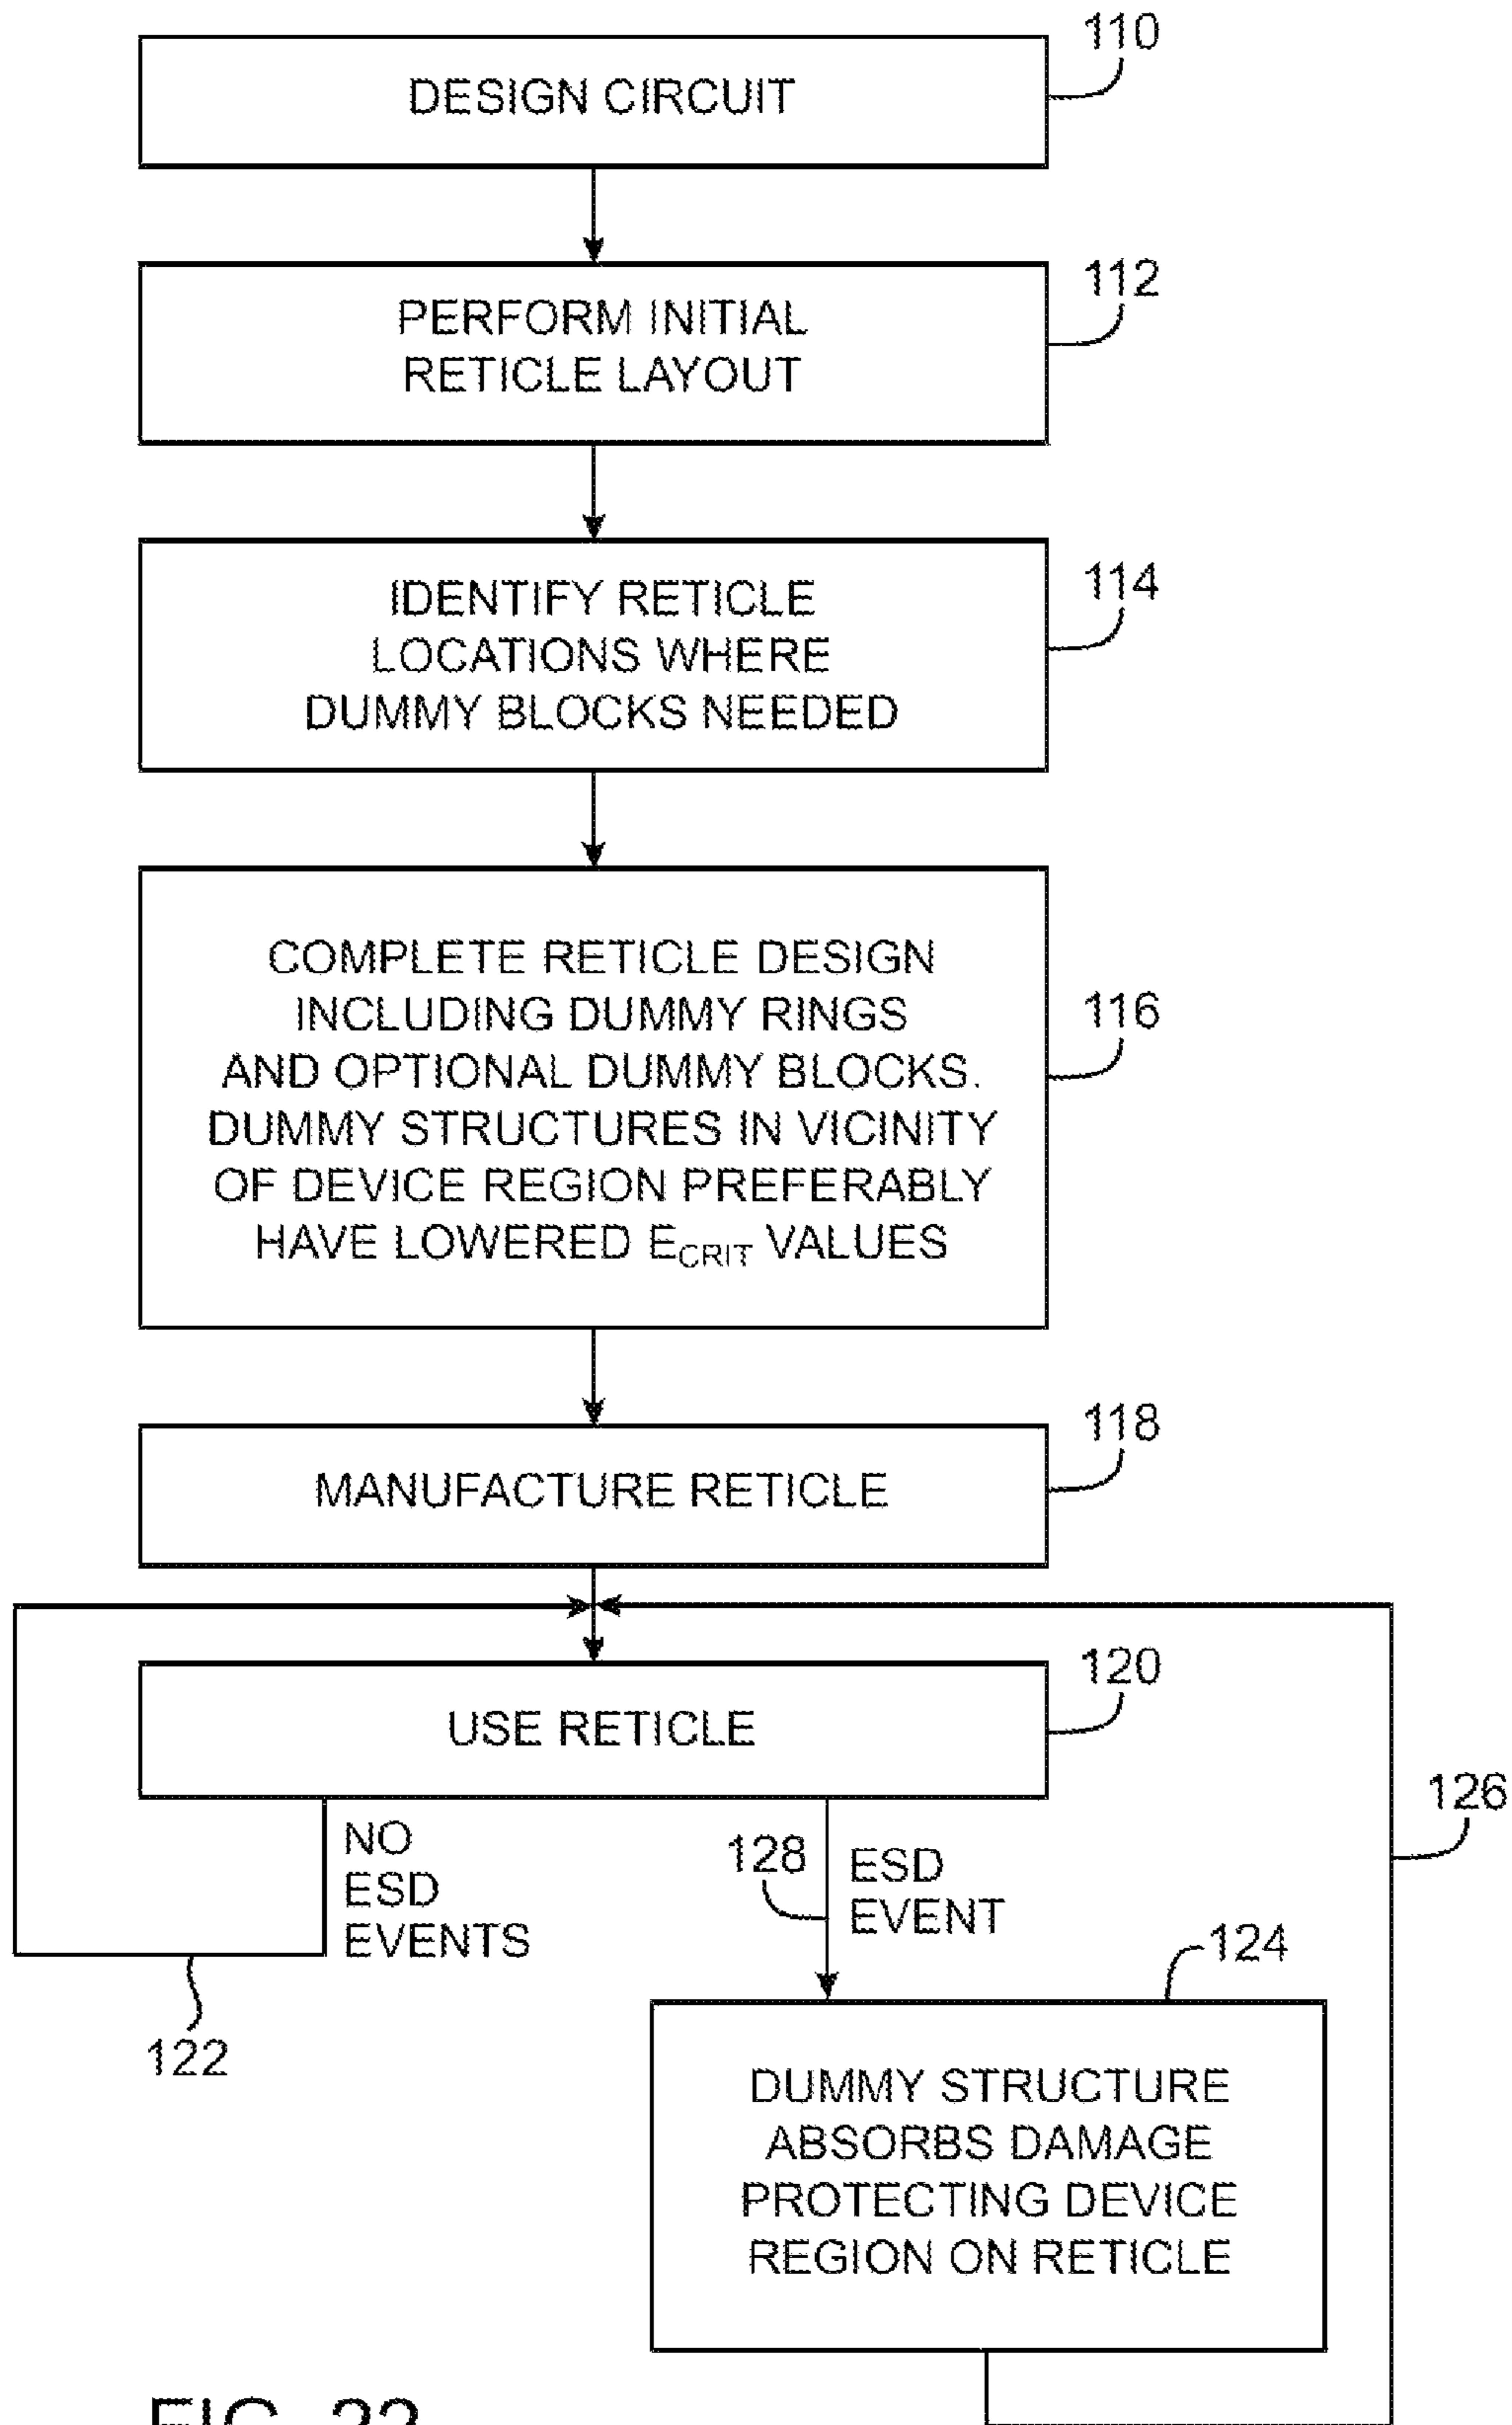 110
DESIGN CIRCUIT
112
PERFORM INITIAL
RETICLE LAYOUT
114
IDENTIFY RETICLE
LOCATIONS WHERE
DUMMY BLOCKS NEEDED
116
COMPLETE RETICLE DESIGN
INCLUDING DUMMY RINGS
AND OPTIONAL DUMMY BLOCKS.
DUMMY STRUCTURES IN VICINITY
OF DEVICE REGION PREFERABLY
HAVE LOWERED ECRIT VALUES
118
MANUFACTURE RETICLE
120
USE RETICLE
126
NO
ESD
EVENTS
128
ESD
EVENT
122
124
DUMMY STRUCTURE
ABSORBS DAMAGE
PROTECTING DEVICE
REGION ON RETICLE
FIG. 22